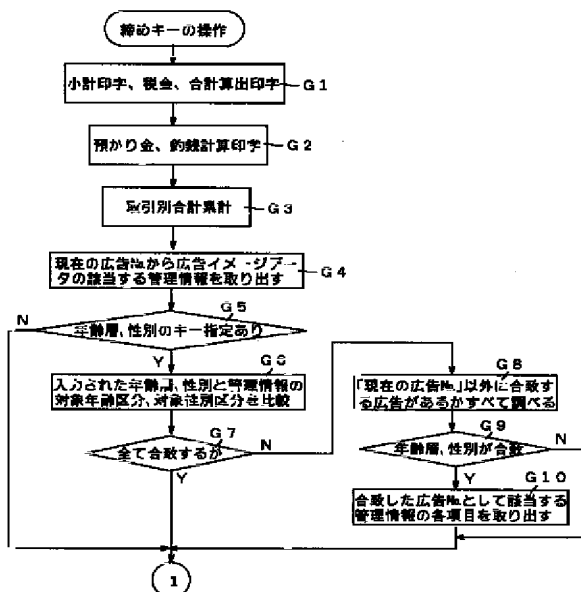 締めキーの操作
小計印字、税金、合計算出印字
G1
預かり金、釣銭計算印字
G2
取引別合計累計
G3
現在の広告№から広告イメージデー
タの該当する管理情報を取り出す
G4
G5
N
年齢層、性別のキー指定あり
Y
G6
入力された年齢層、性別と管理情報の
対象年齢区分、対象性別区分を比較
G7
全て合致するか
N
Y
G8
「現在の広告№」以外に合致す
る広告があるかすべて調べる
G9
年齢層、性別が合致
N
Y
G10
合致した広告№として該当する
管理情報の各項目を取り出す
1